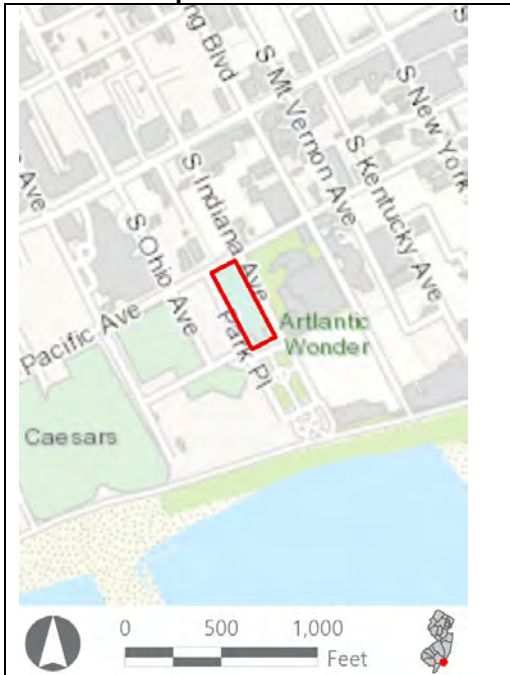 ng Blvd
S Mt Vernon Ave
S New York
S Kentucky Ave
S Indiana Ave
Ave
S Ohio Ave
Pacific Ave
Park Pl
Artlantic
Wonder
Caesars
0 500 1,000
Feet